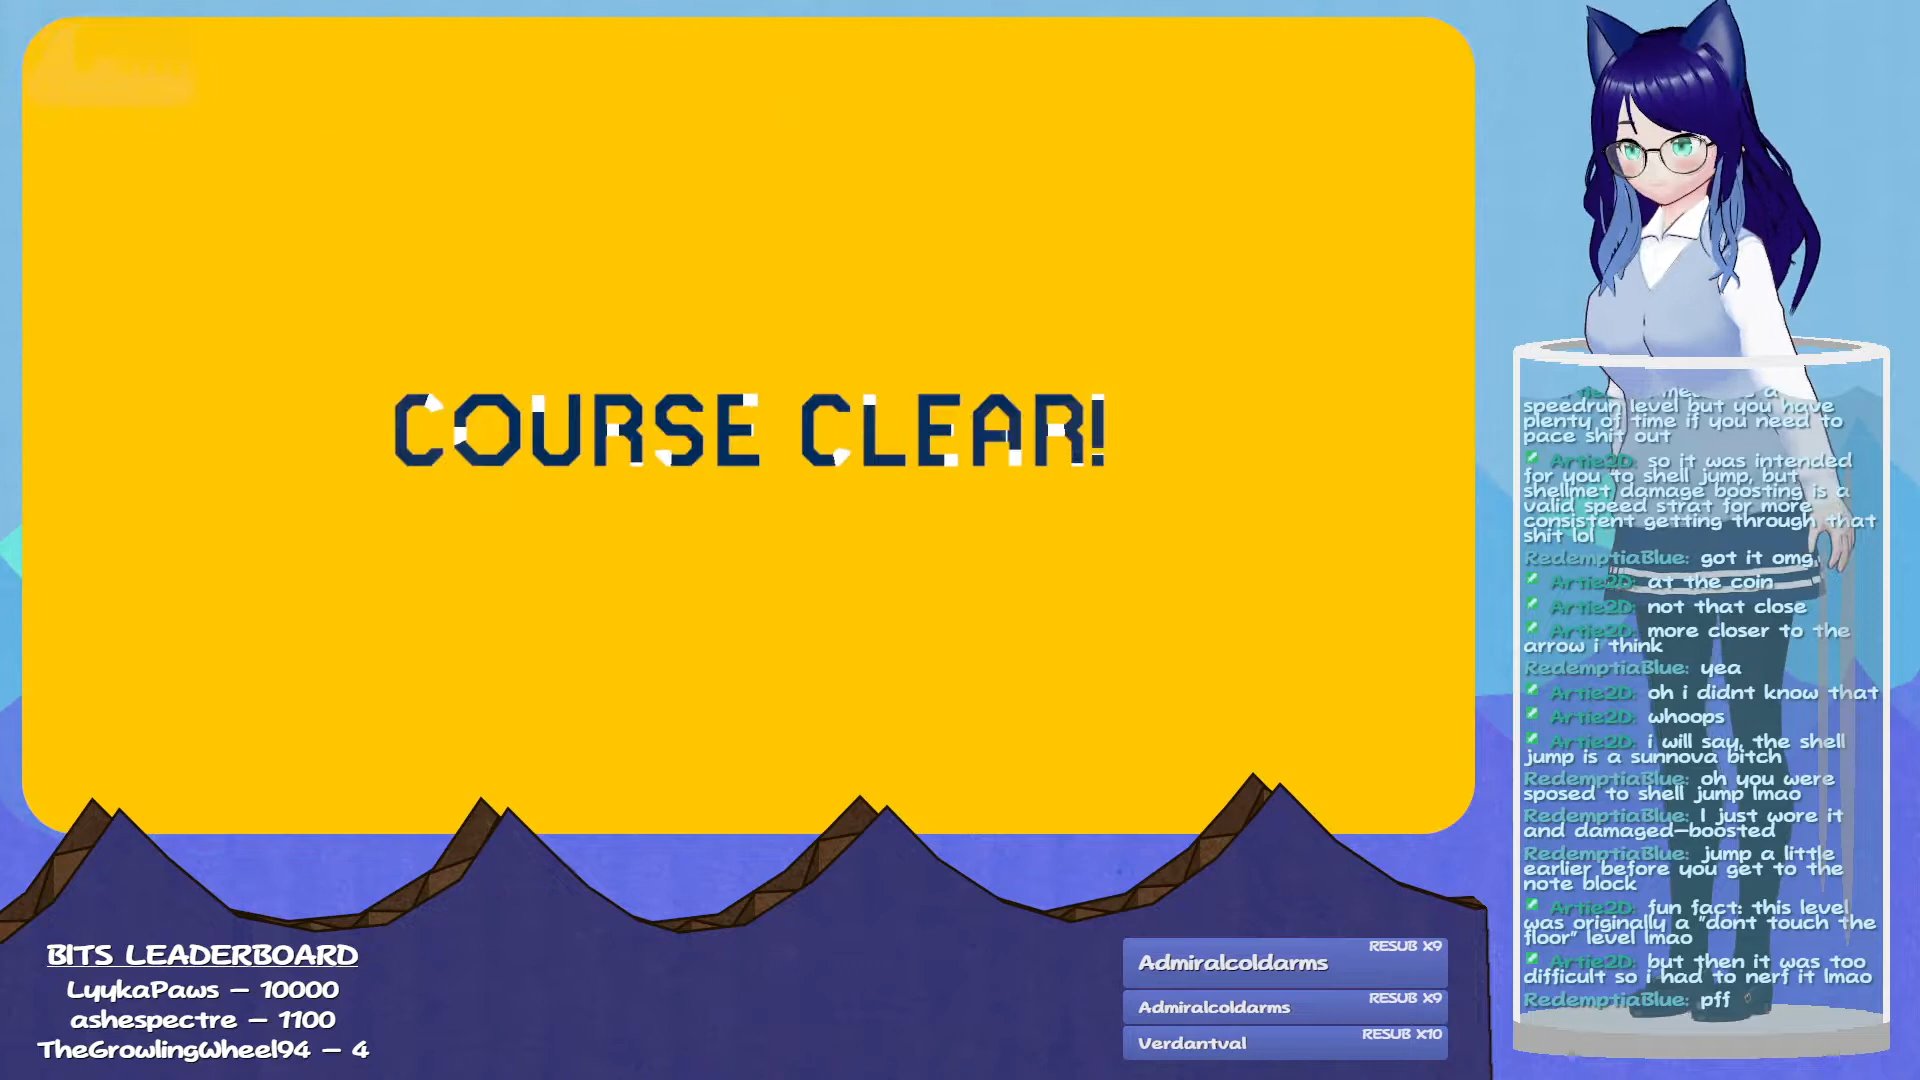 COURSE CLEAR!
speedrun level but you have
plenty of time if you need to
pace shit out
Artie2D: so it was intended
for you to shell jump, but
shellmet damage boosting is a
valid speed strat for more
consistent getting through that
shit lol
RedemptiaBlue: got it omg
Artie2D: at the coin
Artie2D: not that close
Artie2D: more closer to the
arrow i think
RedemptiaBlue: yea
Artie2D: oh i didnt know that
Artie2D: whoops
Artie2D: i will say, the shell
jump is a sunnova bitch
RedemptiaBlue: oh you were
sposed to shell jump lmao
RedemptiaBlue: I just wore it
and damaged-boosted
RedemptiaBlue: jump a little
earlier before you get to the
note block
Artie2D: fun fact: this level
was originally a "dont touch the
floor" level lmao
Artie2D: but then it was too
difficult so i had to nerf it lmao
RedemptiaBlue: pff
BITS LEADERBOARD
LyykaPaws - 10000
ashespectre - 1100
TheGrowlingWheel94 - 4
RESUB X9
Admiralcoldarms
RESUB X9
Admiralcoldarms
RESUB X10
Verdantval